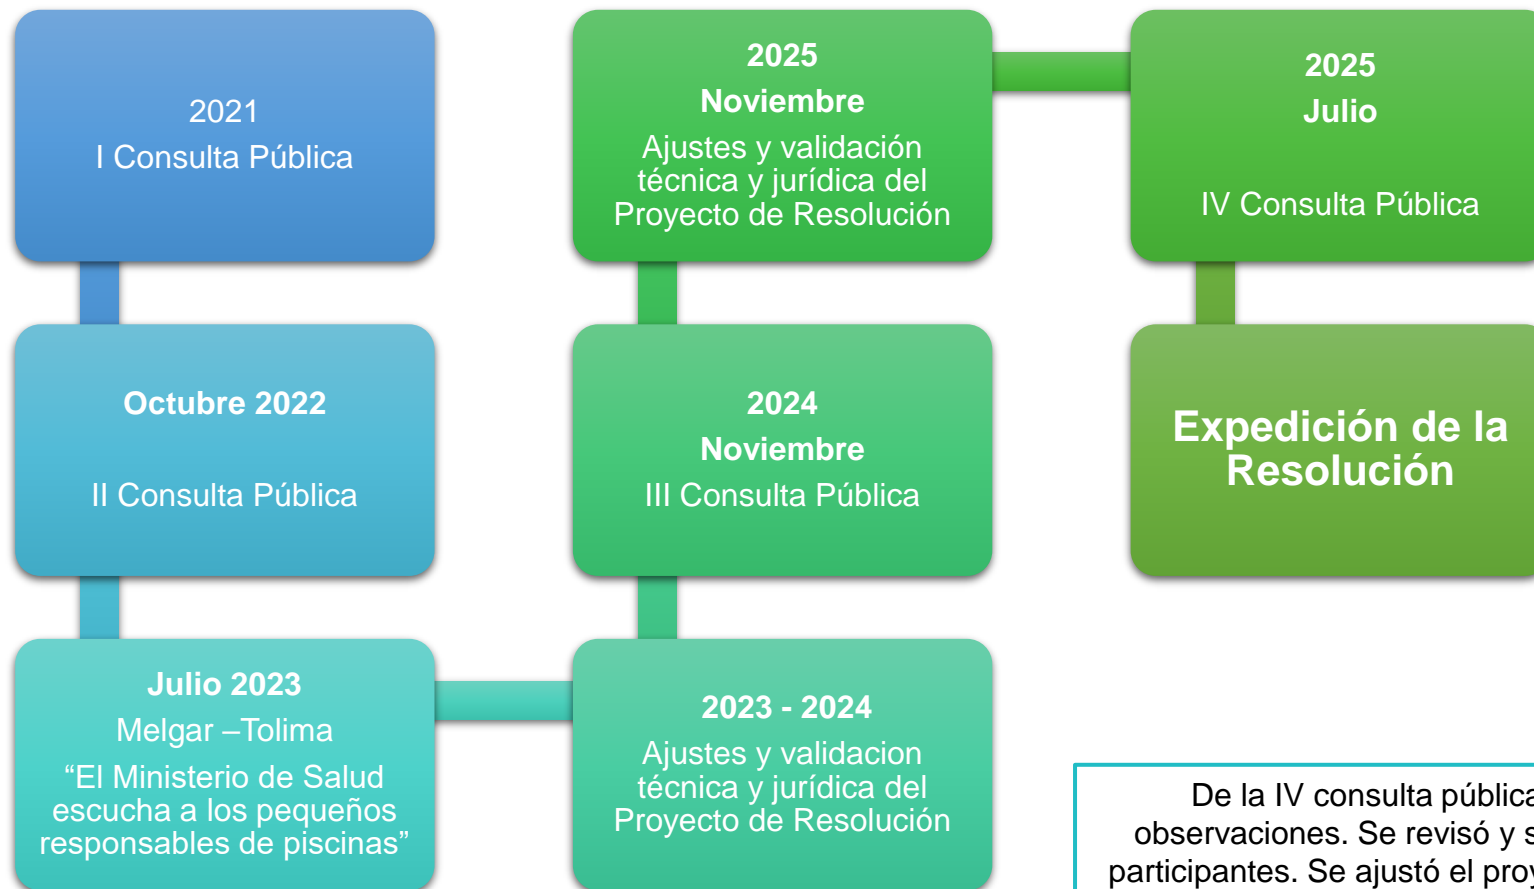 2021
I Consulta Pública
Octubre 2022
II Consulta Pública
Julio 2023
Melgar –Tolima
“El Ministerio de Salud
escucha a los pequeños
responsables de piscinas”
2023 - 2024
Ajustes y validacion
técnica y jurídica del
Proyecto de Resolución
2024
Noviembre
III Consulta Pública
2025
Noviembre
Ajustes y validación
técnica y jurídica del
Proyecto de Resolución
2025
Julio
IV Consulta Pública
Expedición de la
Resolución
De la IV consulta pública
observaciones. Se revisó y
participantes. Se ajustó el